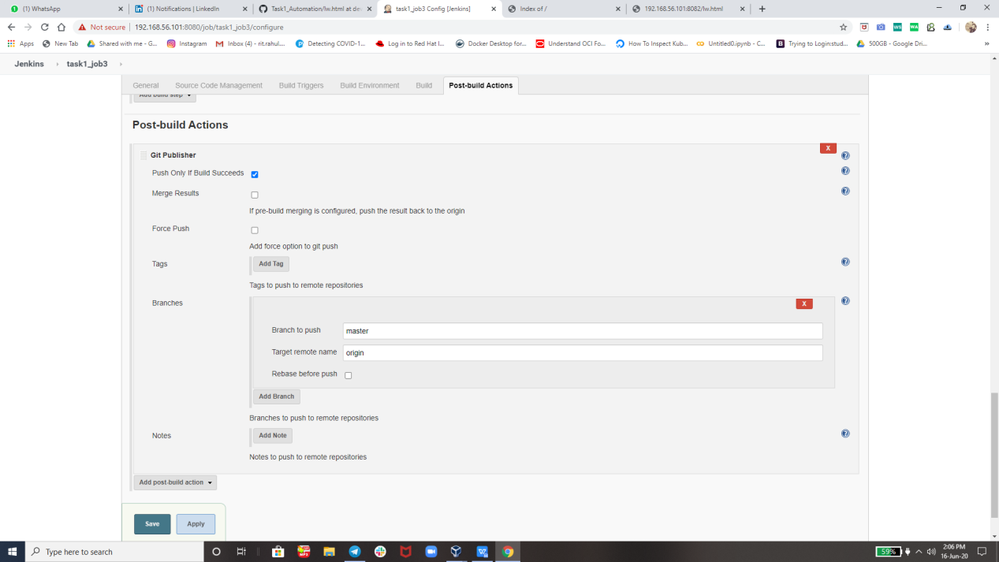 (1) WhatsApp
(1) Notifications | LinkedIn
Task1_Automation/lw.html at dev
task1_job3 Config [Jenkins]
Index of /
192.168.56.101:8082/lw.html
Not secure | 192.168.56.101:8080/job/task1_job3/configure
Apps New Tab Shared with me - G... Instagram Inbox (4) - rit.rahul... Detecting COVID-1... Log in to Red Hat I... Docker Desktop for... Understand OCI Fo... How To Inspect Kub... Untitled0.ipynb - C... Trying to Login:stud... 500GB - Google Dri... »
Jenkins task1_job3
General Source Code Management Build Triggers Build Environment Build Post-build Actions
Add build step
Post-build Actions
X
Git Publisher
Push Only If Build Succeeds
Merge Results
If pre-build merging is configured, push the result back to the origin
Force Push
Add force option to git push
Tags Add Tag
Tags to push to remote repositories
Branches
X
Branch to push master
Target remote name origin
Rebase before push
Add Branch
Branches to push to remote repositories
Notes Add Note
Notes to push to remote repositories
Add post-build action
Save Apply
Type here to search
59%
2:06 PM
16-Jun-20